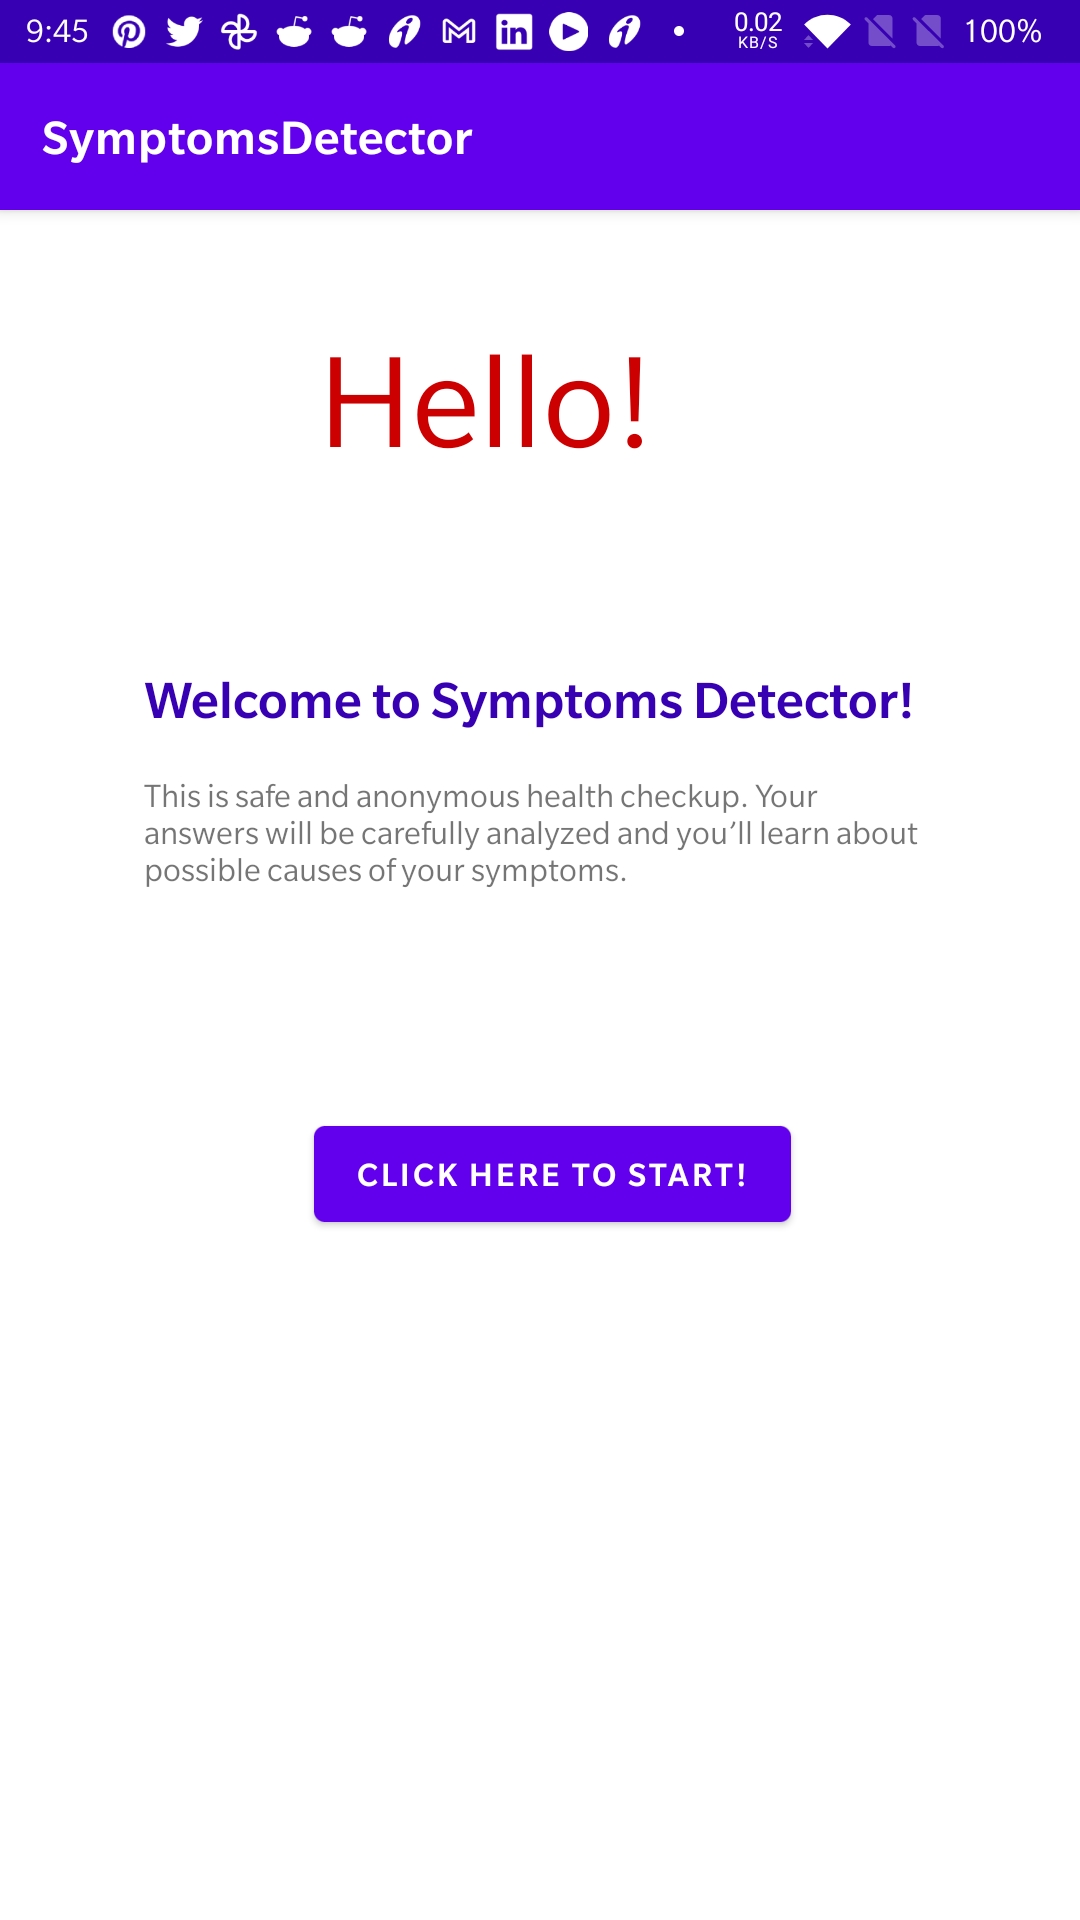 9:45 0.02 KB/S 100%
SymptomsDetector
Hello!
Welcome to Symptoms Detector!
This is safe and anonymous health checkup. Your
answers will be carefully analyzed and you’ll learn about
possible causes of your symptoms.
CLICK HERE TO START!